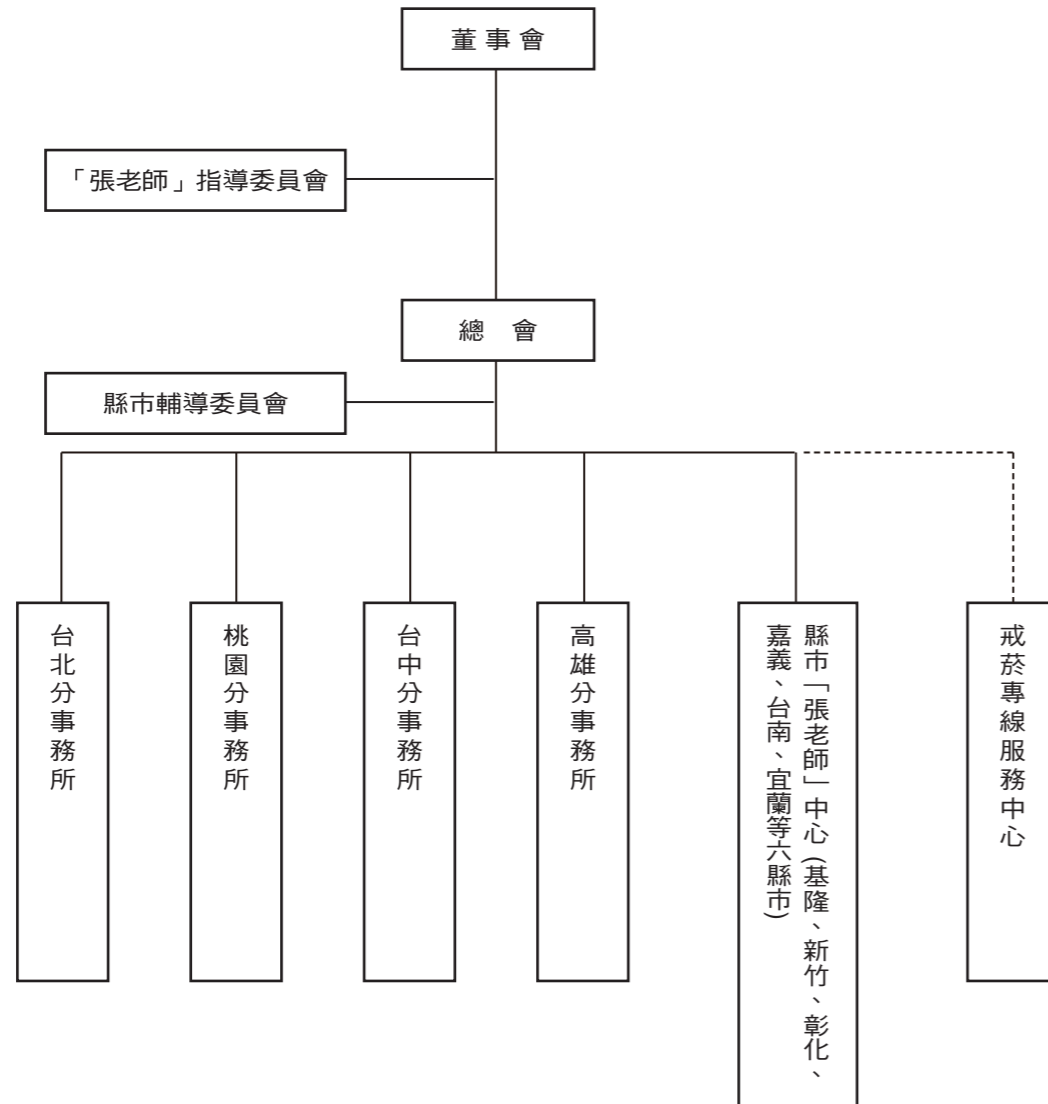 董事會
「張老師」指導委員會
總 會
縣市輔導委員會
台北分事務所
桃園分事務所
台中分事務所
高雄分事務所
縣市「張老師」中心(基隆、新竹、彰化、
嘉義、台南、宜蘭等六縣市)
戒菸專線服務中心